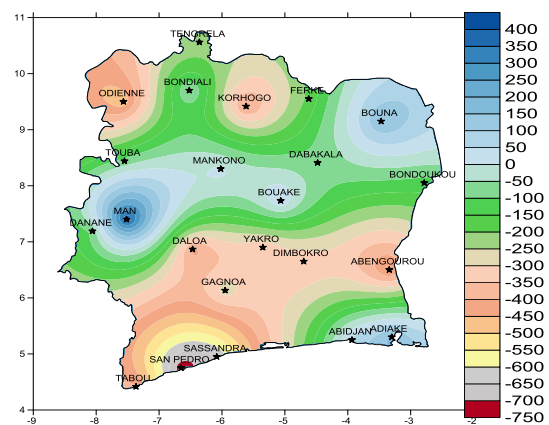 11
10
9
8
7
6
5
4
-9
-8
-7
-6
-5
-4
-3
-2
TENGRELA
BONDIALI
ODIENNE
KORHOGO
FERKE
BOUNA
TOUBA
MANKONO
DABAKALA
BONDOUKOU
BOUAKE
MAN
DANANE
DALOA
YAKRO
DIMBOKRO
ABENGOUROU
GAGNOA
ABIDJAN
ADIAKE
SASSANDRA
SAN PEDRO
TABOU
400
350
300
250
200
150
100
50
0
-50
-100
-150
-200
-250
-300
-350
-400
-450
-500
-550
-600
-650
-700
-750